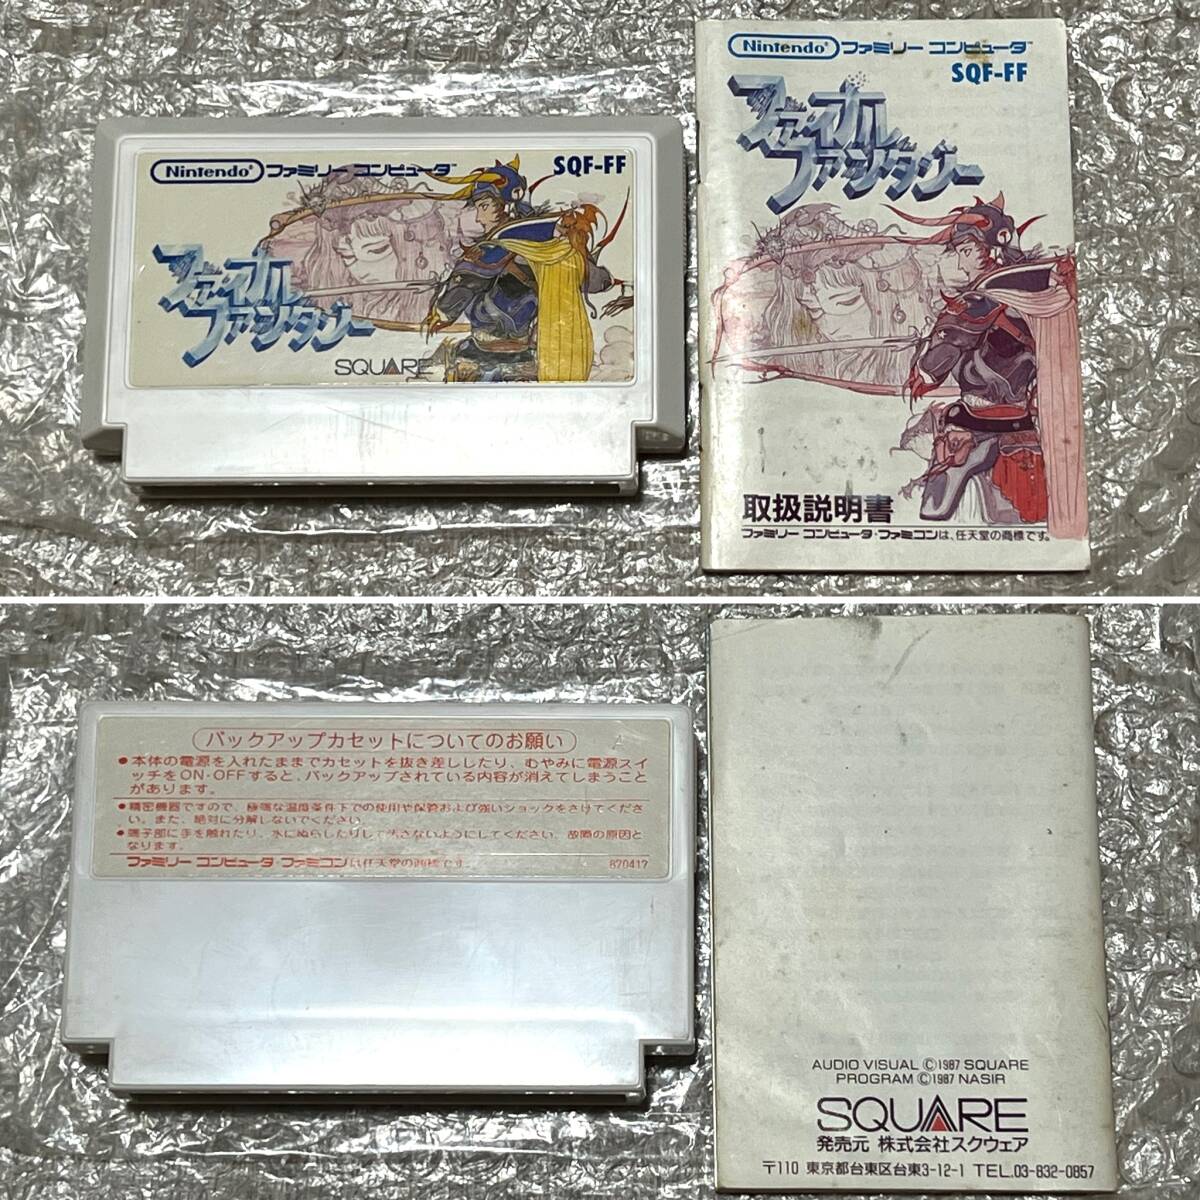 Nintendo® ファミリー コンピュータ™
SQF-FF
ファイナル
ファンタジー
SQUARE
Nintendo® ファミリー コンピュータ™
SQF-FF
ファイナル
ファンタジー
取扱説明書
ファミリー コンピュータ・ファミコンは、任天堂の商標です。
バックアップカセットについてのお願い
●本体の電源を入れたままでカセットを抜き差ししたり、むやみに電源スイ
ッチをON・OFFすると、バックアップされている内容が消えてしまうこと
があります。
●精密機器ですので、極端な温度条件下での使用や保管および強いショックをさけてくださ
い。また、絶対に分解しないでください。
●端子部に手を触れたり、水にぬらしたりして汚さないようにしてください、故障の原因と
なります。
ファミリー コンピュータ・ファミコンは任天堂の商標です。
870417
AUDIO VISUAL ©1987 SQUARE
PROGRAM ©1987 NASIR
SQUARE
発売元 株式会社スクウェア
〒110 東京都台東区台東3-12-1 TEL.03-832-0857